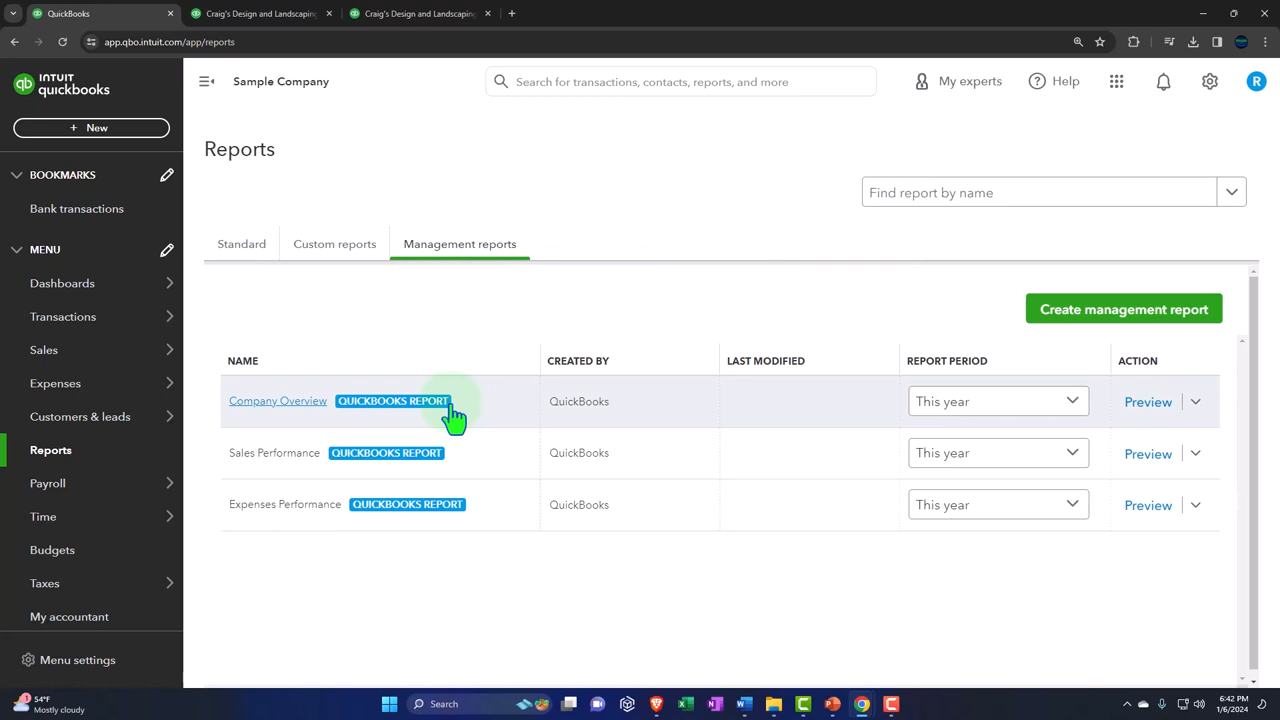 QuickBooks
Craig's Design and Landscaping
Craig's Design and Landscaping
app.qbo.intuit.com/app/reports
INTUIT
quickbooks
Sample Company
Search for transactions, contacts, reports, and more
My experts
Help
R
+ New
BOOKMARKS
Bank transactions
MENU
Dashboards
Transactions
Sales
Expenses
Customers & leads
Reports
Payroll
Time
Budgets
Taxes
My accountant
Menu settings
Reports
Find report by name
Standard
Custom reports
Management reports
Create management report
NAME CREATED BY LAST MODIFIED REPORT PERIOD ACTION
Company Overview QUICKBOOKS REPORT QuickBooks This year Preview
Sales Performance QUICKBOOKS REPORT QuickBooks This year Preview
Expenses Performance QUICKBOOKS REPORT QuickBooks This year Preview
1
54°F
Mostly cloudy
Search
6:42 PM
1/6/2024